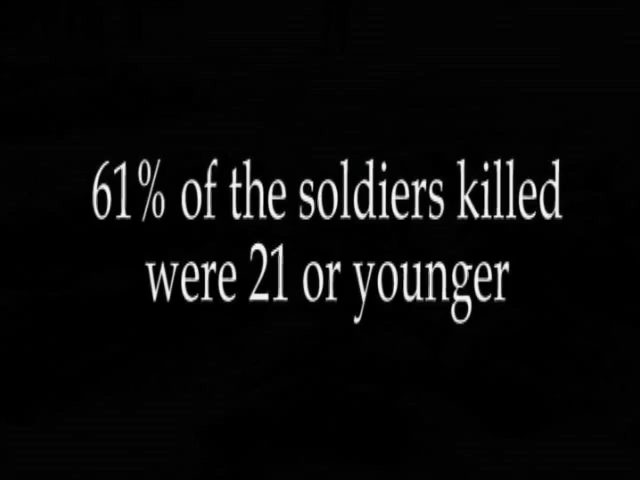 61% of the soldiers killed
were 21 or younger